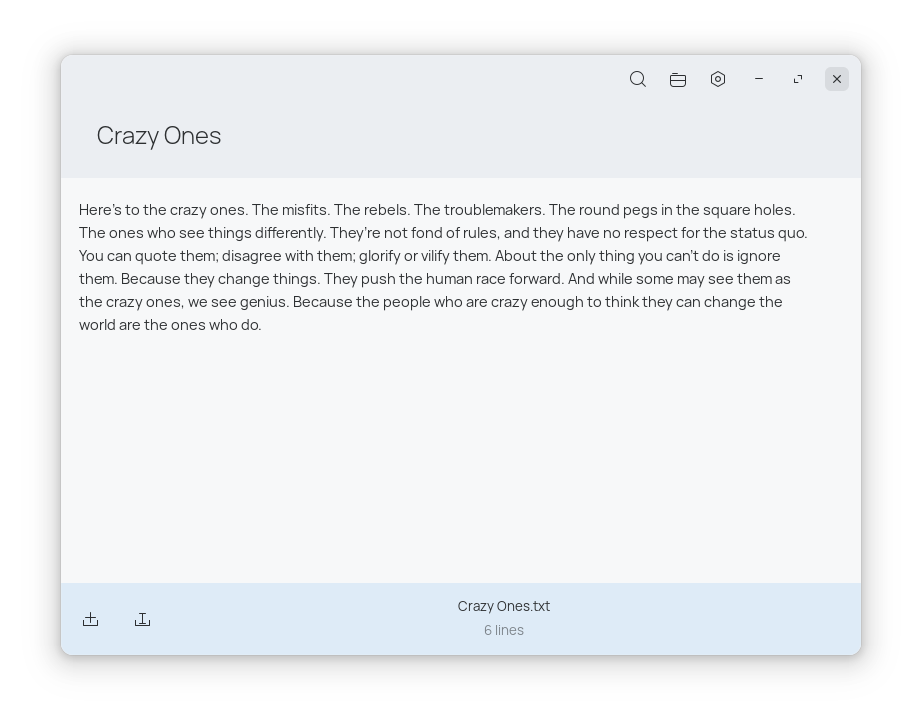 Crazy Ones
Here's to the crazy ones. The misfits. The rebels. The troublemakers. The round pegs in the square holes.
The ones who see things differently. They're not fond of rules, and they have no respect for the status quo.
You can quote them; disagree with them; glorify or vilify them. About the only thing you can't do is ignore
them. Because they change things. They push the human race forward. And while some may see them as
the crazy ones, we see genius. Because the people who are crazy enough to think they can change the
world are the ones who do.
Crazy Ones.txt
6 lines